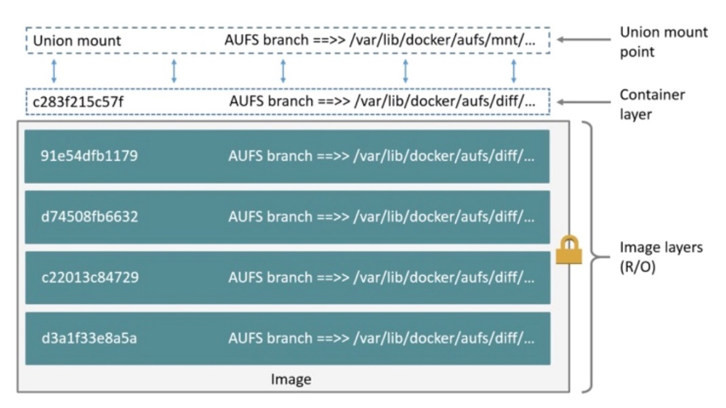 Union mount AUFS branch ==>> /var/lib/docker/aufs/mnt/...
Union mount
point
c283f215c57f AUFS branch ==>> /var/lib/docker/aufs/diff/...
Container
layer
91e54dfb1179 AUFS branch ==>> /var/lib/docker/aufs/diff/...
d74508fb6632 AUFS branch ==>> /var/lib/docker/aufs/diff/...
c22013c84729 AUFS branch ==>> /var/lib/docker/aufs/diff/...
d3a1f33e8a5a AUFS branch ==>> /var/lib/docker/aufs/diff/...
Image layers
(R/O)
Image